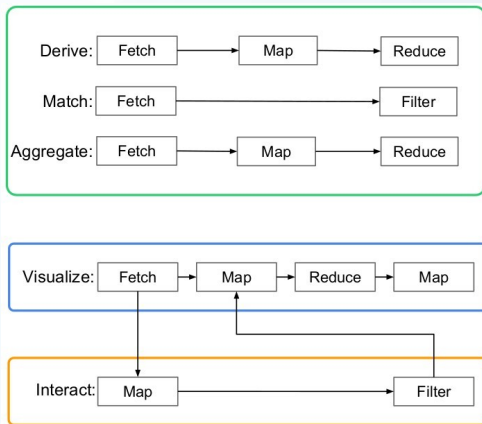 Derive: Fetch Map Reduce
Match: Fetch Filter
Aggregate: Fetch Map Reduce
Visualize: Fetch Map Reduce Map
Interact: Map Filter